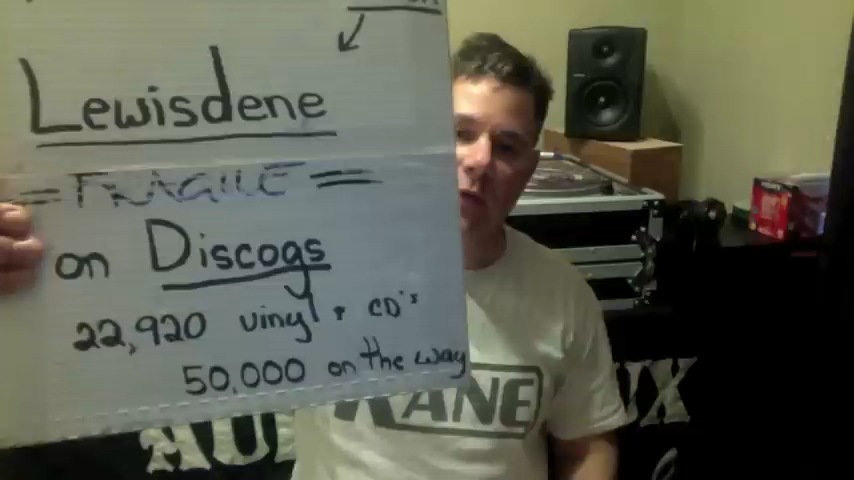 Lewisdene
= FRAGILE =
on Discogs
22,920 vinyl + CD's
50,000 on the way
KANE